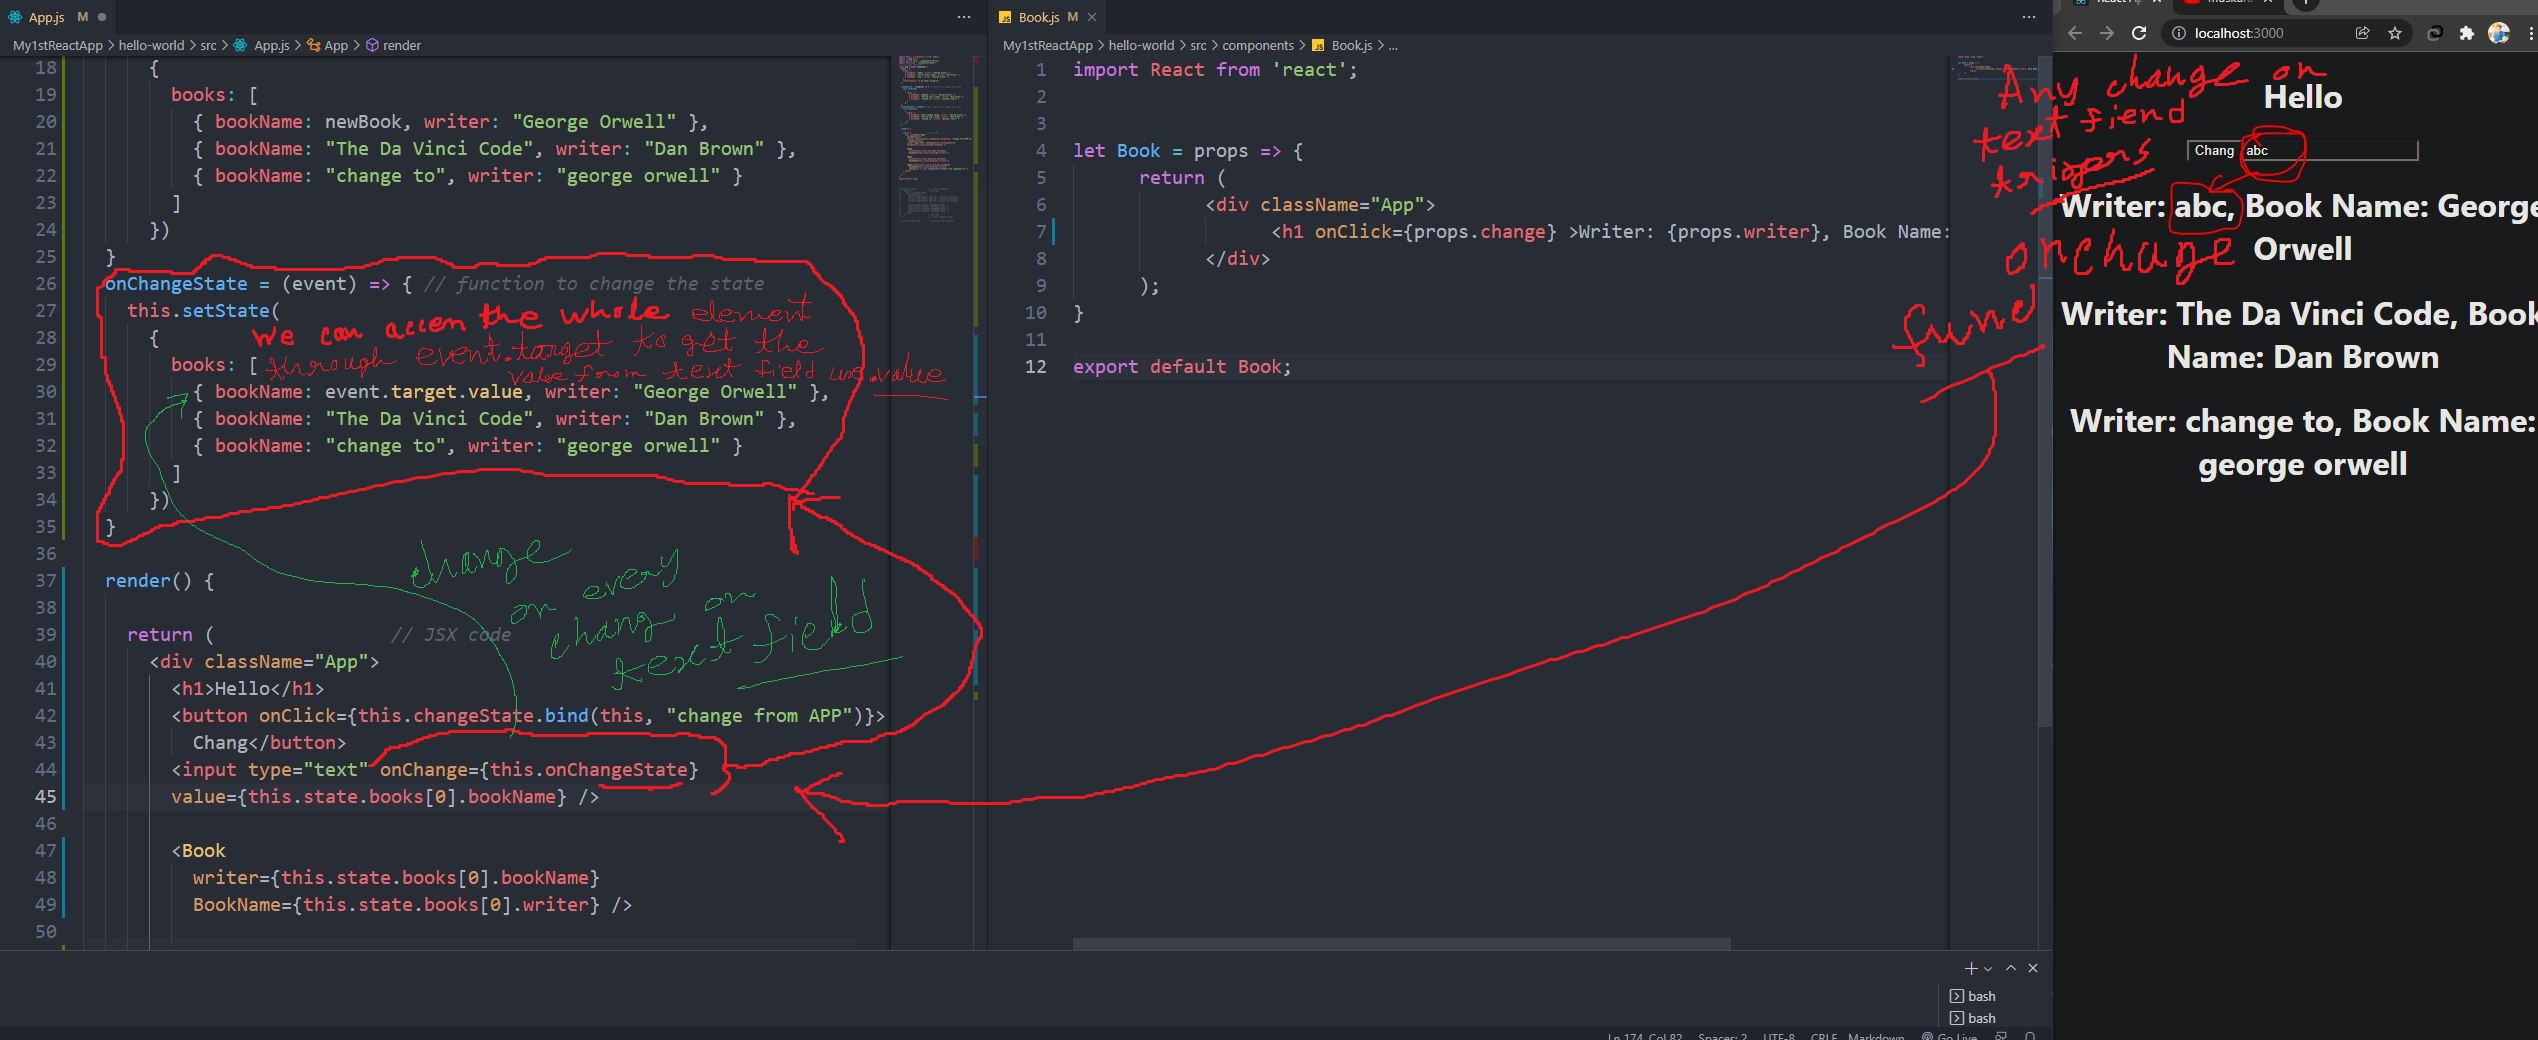 App.js M
My1stReactApp > hello-world > src > App.js > App > render
18 {
19 books: [
20 { bookName: newBook, writer: "George Orwell" },
21 { bookName: "The Da Vinci Code", writer: "Dan Brown" },
22 { bookName: "change to", writer: "george orwell" }
23 ]
24 })
25 }
26 onChangeState = (event) => { // function to change the state
27 this.setState(
28 {
we can accen the whole element
29 books: [
through event.target to get the
value from text field use .value
30 { bookName: event.target.value, writer: "George Orwell" },
31 { bookName: "The Da Vinci Code", writer: "Dan Brown" },
32 { bookName: "change to", writer: "george orwell" }
33 ]
34 })
35 }
36
37 render() {
38
39 return ( // JSX code
40 <div className="App">
41 <h1>Hello</h1>
42 <button onClick={this.changeState.bind(this, "change from APP")}>
43 Chang</button>
44 <input type="text" onChange={this.onChangeState}
45 value={this.state.books[0].bookName} />
46
47 <Book
48 writer={this.state.books[0].bookName}
49 BookName={this.state.books[0].writer} />
50
change
on every
chang on
text field
Book.js M
My1stReactApp > hello-world > src > components > Book.js > ...
1 import React from 'react';
2
3
4 let Book = props => {
5 return (
6 <div className="App">
7 <h1 onClick={props.change} >Writer: {props.writer}, Book Name:
8 </div>
9 );
10 }
11
12 export default Book;
bash
bash
Ln 174, Col 82 Spaces: 2 UTF-8 CRLF Markdown Go Live
localhost:3000
Any change on
text fiend
onchange
Hello
Chang abc
Writer: abc, Book Name: George
Orwell
Writer: The Da Vinci Code, Book
Name: Dan Brown
Writer: change to, Book Name:
george orwell